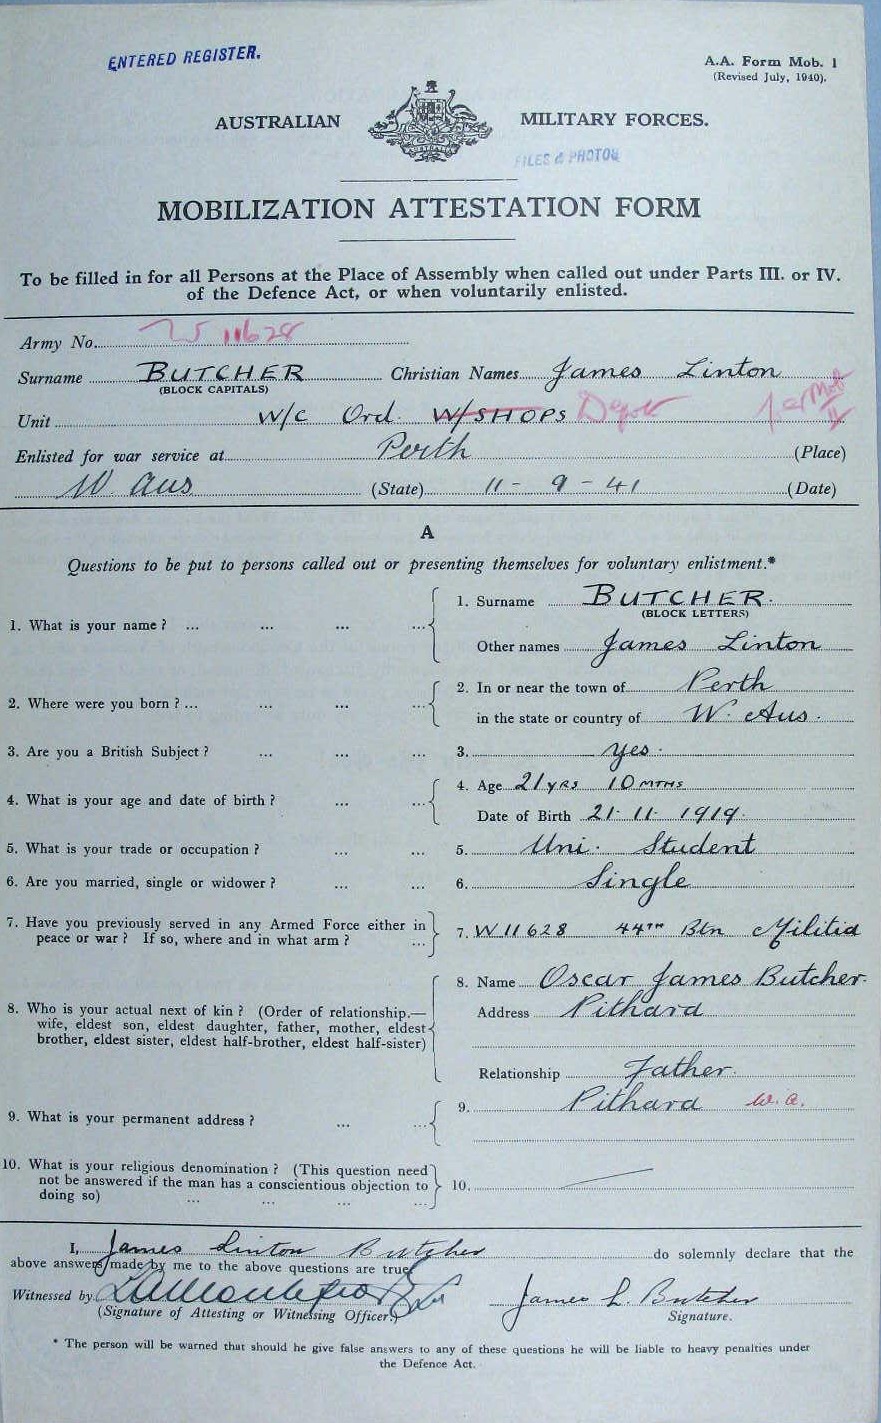 ENTERED REGISTER.
A.A. Form Mob. 1
(Revised July, 1940).
AUSTRALIAN MILITARY FORCES.
FILES & PHOTOS
MOBILIZATION ATTESTATION FORM
To be filled in for all Persons at the Place of Assembly when called out under Parts III. or IV.
of the Defence Act, or when voluntarily enlisted.
Army No. W 11628
Surname BUTCHER Christian Names James Linton
(BLOCK CAPITALS)
Unit W/C Ord. W/SHOPS Depot
Enlisted for war service at Perth (Place)
W Aus (State) 11 - 9 - 41 (Date)
A
Questions to be put to persons called out or presenting themselves for voluntary enlistment.*
1. What is your name? ... ... ... ... 1. Surname BUTCHER.
(BLOCK LETTERS)
Other names James Linton
2. Where were you born? ... ... ... ... 2. In or near the town of Perth
in the state or country of W. Aus.
3. Are you a British Subject? ... ... ... 3. yes.
4. What is your age and date of birth? ... ... 4. Age 21 YRS 10 MTHS
Date of Birth 21. 11. 1919.
5. What is your trade or occupation? ... ... 5. Uni. Student
6. Are you married, single or widower? ... ... 6. Single
7. Have you previously served in any Armed Force either in
peace or war? If so, where and in what arm? ... 7. W 11628 44TH Btn Militia
8. Who is your actual next of kin? (Order of relationship.—
wife, eldest son, eldest daughter, father, mother, eldest
brother, eldest sister, eldest half-brother, eldest half-sister)
8. Name Oscar James Butcher.
Address Pithara
Relationship Father.
9. What is your permanent address? ... ... 9. Pithara W.A.
10. What is your religious denomination? (This question need
not be answered if the man has a conscientious objection to
doing so) ... ... ... ... 10.
I, James Linton Butcher do solemnly declare that the
above answers made by me to the above questions are true.
Witnessed by James L. Butcher
(Signature of Attesting or Witnessing Officer.) Signature.
* The person will be warned that should he give false answers to any of these questions he will be liable to heavy penalties under
the Defence Act.